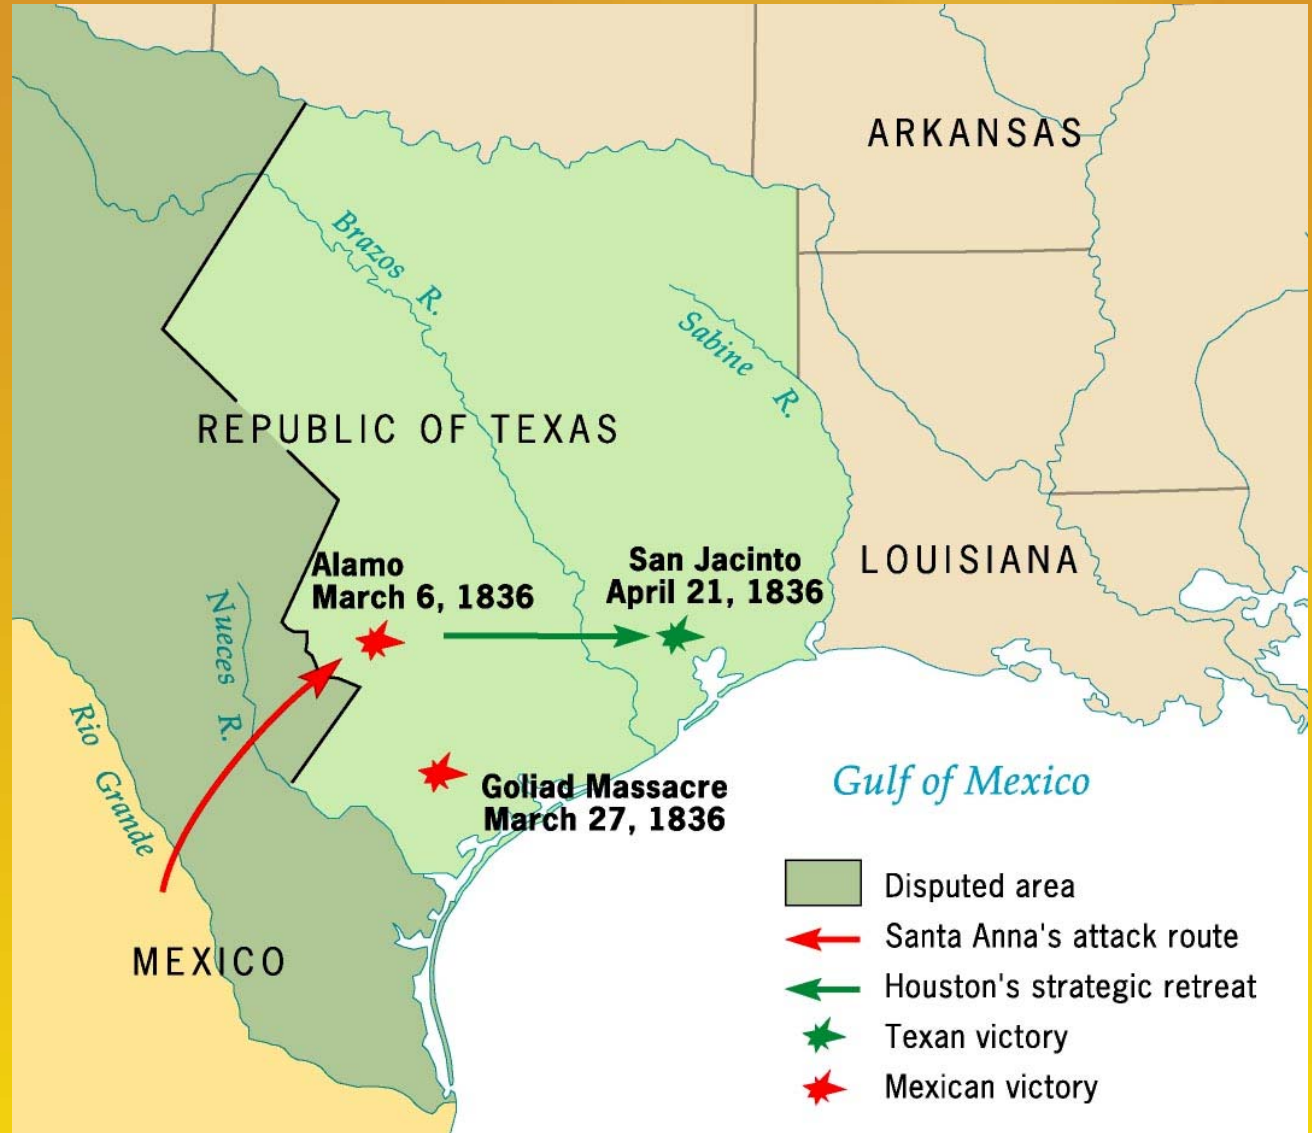 ARKANSAS
Brazos R.
Sabine R.
REPUBLIC OF TEXAS
Alamo
March 6, 1836
San Jacinto
April 21, 1836
LOUISIANA
Nueces R.
Rio Grande
Goliad Massacre
March 27, 1836
Gulf of Mexico
MEXICO
Disputed area
Santa Anna's attack route
Houston's strategic retreat
Texan victory
Mexican victory